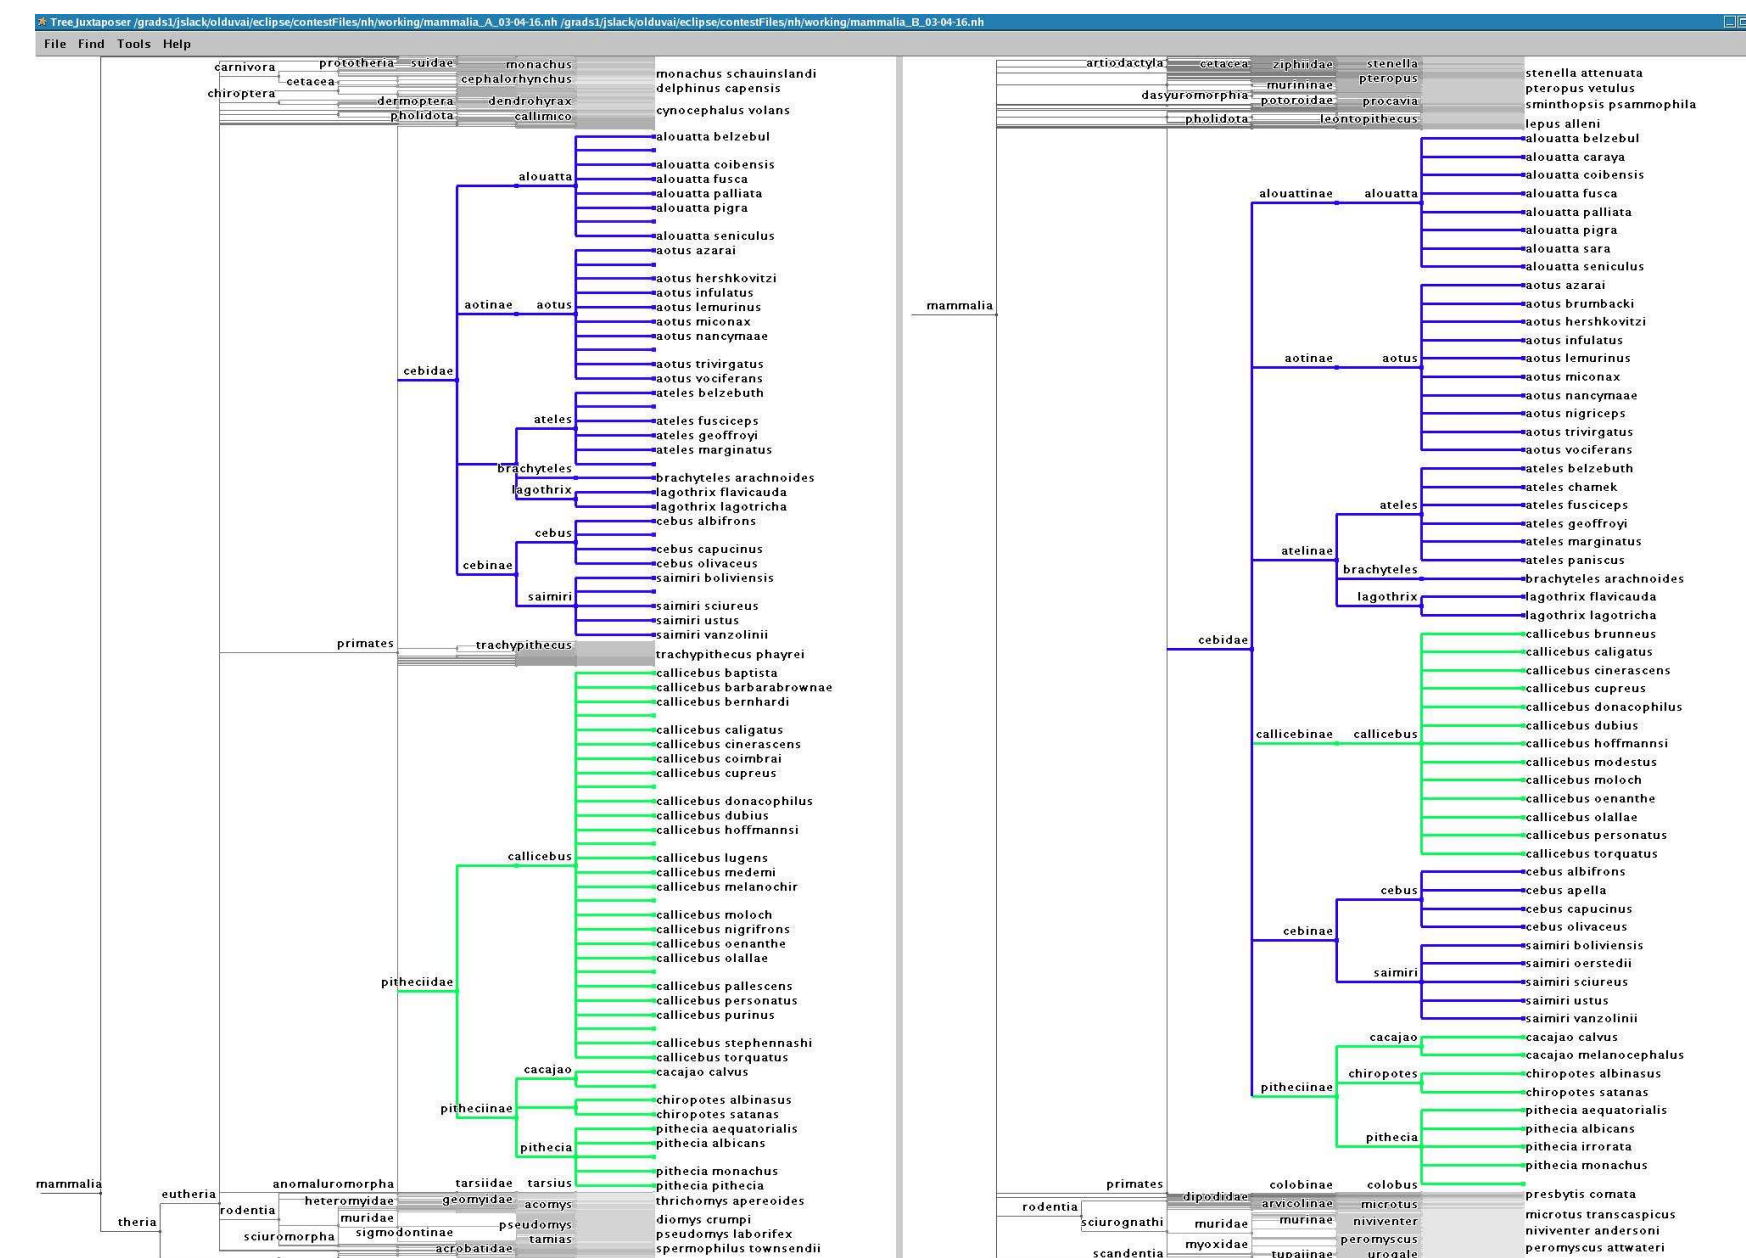 TreeJuxtaposer /grads1/jslack/olduvai/eclipse/contestFiles/nh/working/mammalia_A_03-04-16.nh /grads1/jslack/olduvai/eclipse/contestFiles/nh/working/mammalia_B_03-04-16.nh
File Find Tools Help
carnivora prototheria suidae monachus
monachus schauinslandi
cetacea cephalorhynchus
delphinus capensis
chiroptera
dermoptera dendrohyrax
cynocephalus volans
pholidota callimico
alouatta belzebul
alouatta coibensis
alouatta
alouatta fusca
alouatta palliata
alouatta pigra
alouatta seniculus
aotus azarai
aotus hershkovitzi
aotus infulatus
aotinae aotus
aotus lemurinus
aotus miconax
aotus nancymaae
aotus trivirgatus
cebidae
aotus vociferans
ateles belzebuth
ateles
ateles fusciceps
ateles geoffroyi
ateles marginatus
brachyteles
brachyteles arachnoides
lagothrix
lagothrix flavicauda
lagothrix lagotricha
cebus albifrons
cebus
cebus capucinus
cebinae
cebus olivaceus
saimiri boliviensis
saimiri
saimiri sciureus
saimiri ustus
saimiri vanzolinii
primates trachypithecus
trachypithecus phayrei
callicebus baptista
callicebus barbarabrownae
callicebus bernhardi
callicebus caligatus
callicebus cinerascens
callicebus coimbrai
callicebus cupreus
callicebus donacophilus
callicebus dubius
callicebus hoffmannsi
callicebus
callicebus lugens
callicebus medemi
callicebus melanochir
callicebus moloch
callicebus nigrifrons
callicebus oenanthe
callicebus olallae
pitheciidae
callicebus pallescens
callicebus personatus
callicebus purinus
callicebus stephennashi
callicebus torquatus
cacajao
cacajao calvus
pitheciinae
chiropotes albinasus
chiropotes satanas
pithecia aequatorialis
pithecia
pithecia albicans
pithecia monachus
pithecia pithecia
mammalia
anomaluromorpha tarsiidae tarsius
eutheria
heteromyidae geomyidae acomys
thrichomys apereoides
rodentia
theria
muridae
diomys crumpi
sciuromorpha sigmodontinae pseudomys
pseudomys laborifex
tamias
acrobatidae
spermophilus townsendii
artiodactyla cetacea ziphiidae stenella
stenella attenuata
murininae pteropus
pteropus vetulus
dasyuromorphia potoroidae procavia
sminthopsis psammophila
pholidota leontopithecus
lepus alleni
alouatta belzebul
alouatta caraya
alouatta coibensis
alouattinae alouatta
alouatta fusca
alouatta palliata
alouatta pigra
alouatta sara
alouatta seniculus
aotus azarai
mammalia
aotus brumbacki
aotus hershkovitzi
aotus infulatus
aotinae aotus
aotus lemurinus
aotus miconax
aotus nancymaae
aotus nigriceps
aotus trivirgatus
aotus vociferans
ateles belzebuth
ateles chamek
ateles
ateles fusciceps
ateles geoffroyi
ateles marginatus
atelinae
ateles paniscus
brachyteles
brachyteles arachnoides
lagothrix
lagothrix flavicauda
lagothrix lagotricha
cebidae
callicebus brunneus
callicebus caligatus
callicebus cinerascens
callicebus cupreus
callicebus donacophilus
callicebus dubius
callicebinae callicebus
callicebus hoffmannsi
callicebus modestus
callicebus moloch
callicebus oenanthe
callicebus olallae
callicebus personatus
callicebus torquatus
cebus albifrons
cebus
cebus apella
cebus capucinus
cebinae
cebus olivaceus
saimiri boliviensis
saimiri oerstedii
saimiri
saimiri sciureus
saimiri ustus
saimiri vanzolinii
cacajao
cacajao calvus
cacajao melanocephalus
chiropotes
chiropotes albinasus
pitheciinae
chiropotes satanas
pithecia aequatorialis
pithecia albicans
pithecia
pithecia irrorata
pithecia monachus
primates colobinae colobus
dipodidae
presbytis comata
rodentia arvicolinae microtus
microtus transcaspicus
sciurognathi muridae murinae niviventer
niviventer andersoni
myoxidae peromyscus
peromyscus attwateri
scandentia tupaiinae urogale